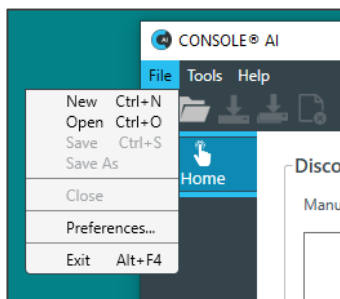 CONSOLE® AI
File Tools Help
New Ctrl+N
Open Ctrl+O
Save Ctrl+S
Save As
Close
Preferences...
Exit Alt+F4
Home
Disco
Manu